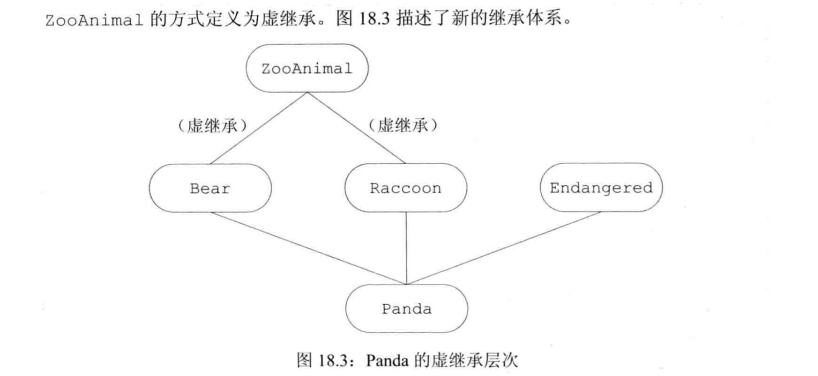 ZooAnimal 的方式定义为虚继承。图 18.3 描述了新的继承体系。
ZooAnimal
（虚继承） （虚继承）
Bear Raccoon Endangered
Panda
图 18.3：Panda 的虚继承层次